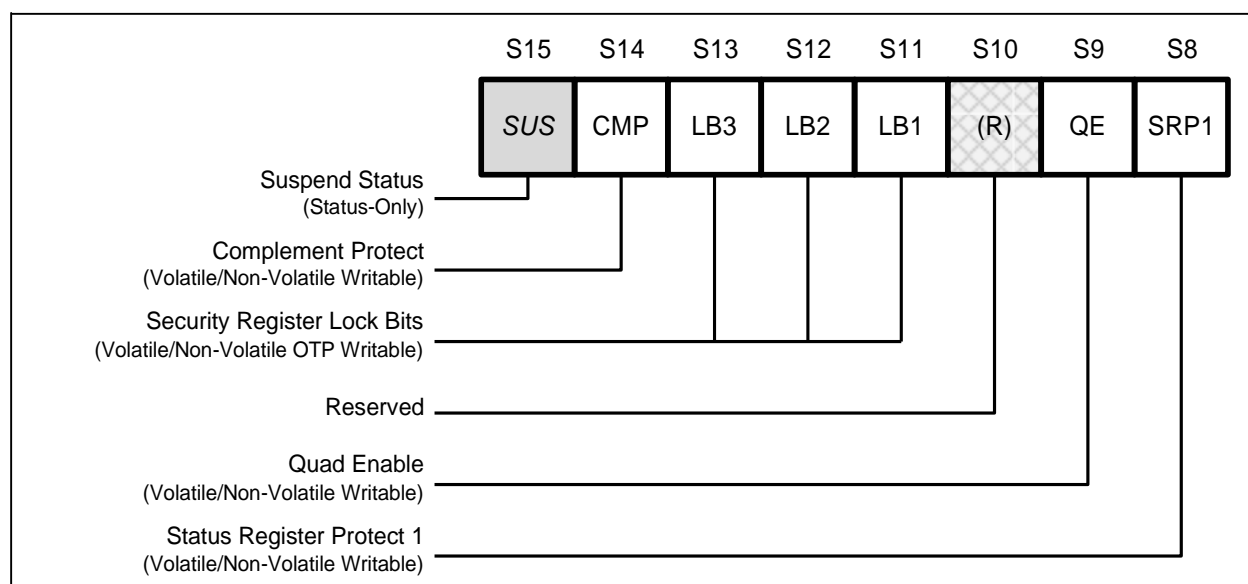 S15 S14 S13 S12 S11 S10 S9 S8
SUS CMP LB3 LB2 LB1 (R) QE SRP1
Suspend Status
(Status-Only)
Complement Protect
(Volatile/Non-Volatile Writable)
Security Register Lock Bits
(Volatile/Non-Volatile OTP Writable)
Reserved
Quad Enable
(Volatile/Non-Volatile Writable)
Status Register Protect 1
(Volatile/Non-Volatile Writable)